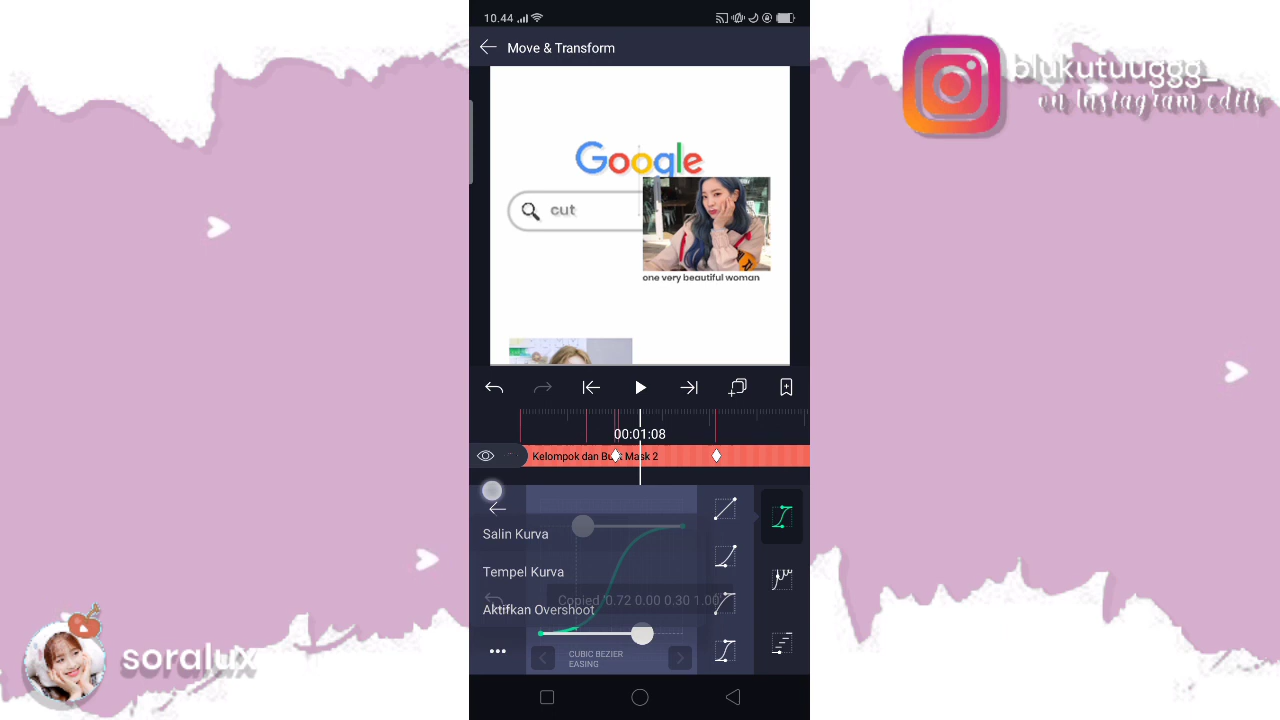 10.44
Move & Transform
Google
cut
one very beautiful woman
00:01:08
Kelompok dan Mask 2
Salin Kurva
Tempel Kurva
Copied '0.72 0.00 0.30 1.00'
Aktifkan Overshoot
CUBIC BEZIER
EASING
blukutuuggg_
on Instagram edits
soralux